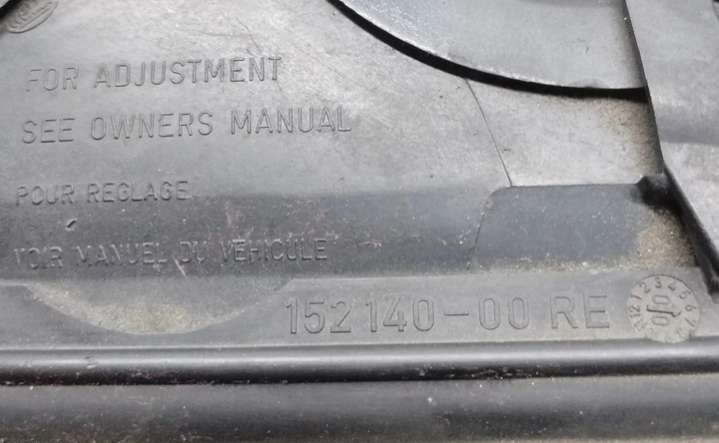 FOR ADJUSTMENT
SEE OWNERS MANUAL
POUR REGLAGE
VOIR MANUEL DU VEHICULE
152 140-00 RE